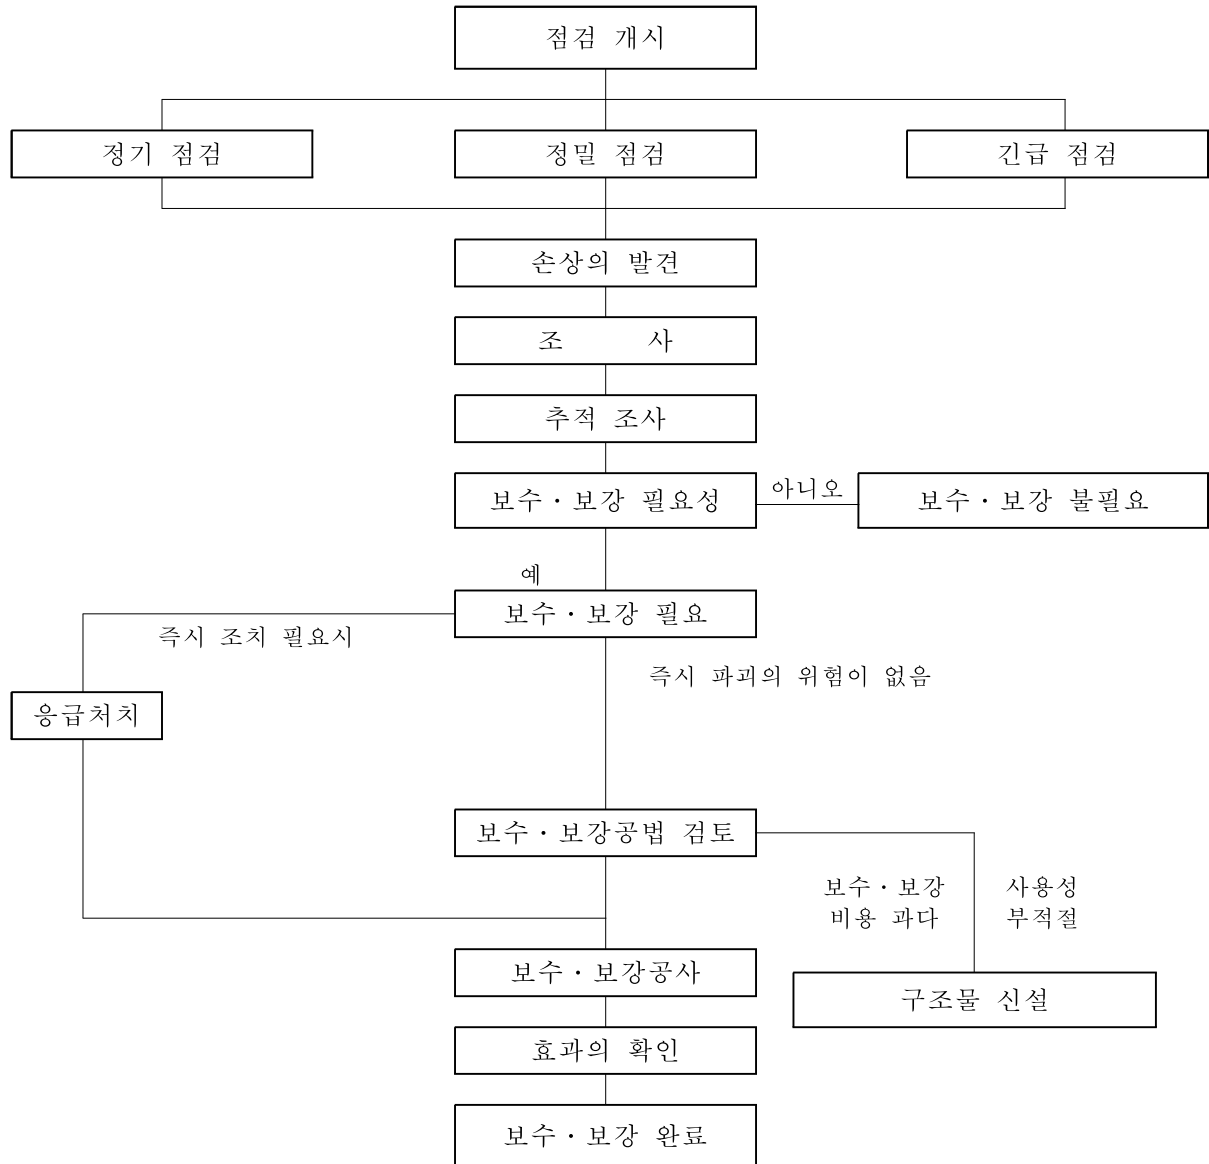 점검 개시
정기 점검
정밀 점검
긴급 점검
손상의 발견
조 사
추적 조사
보수·보강 필요성
아니오
보수·보강 불필요
예
보수·보강 필요
즉시 조치 필요시
즉시 파괴의 위험이 없음
응급처치
보수·보강공법 검토
보수·보강
비용 과다
사용성
부적절
보수·보강공사
구조물 신설
효과의 확인
보수·보강 완료